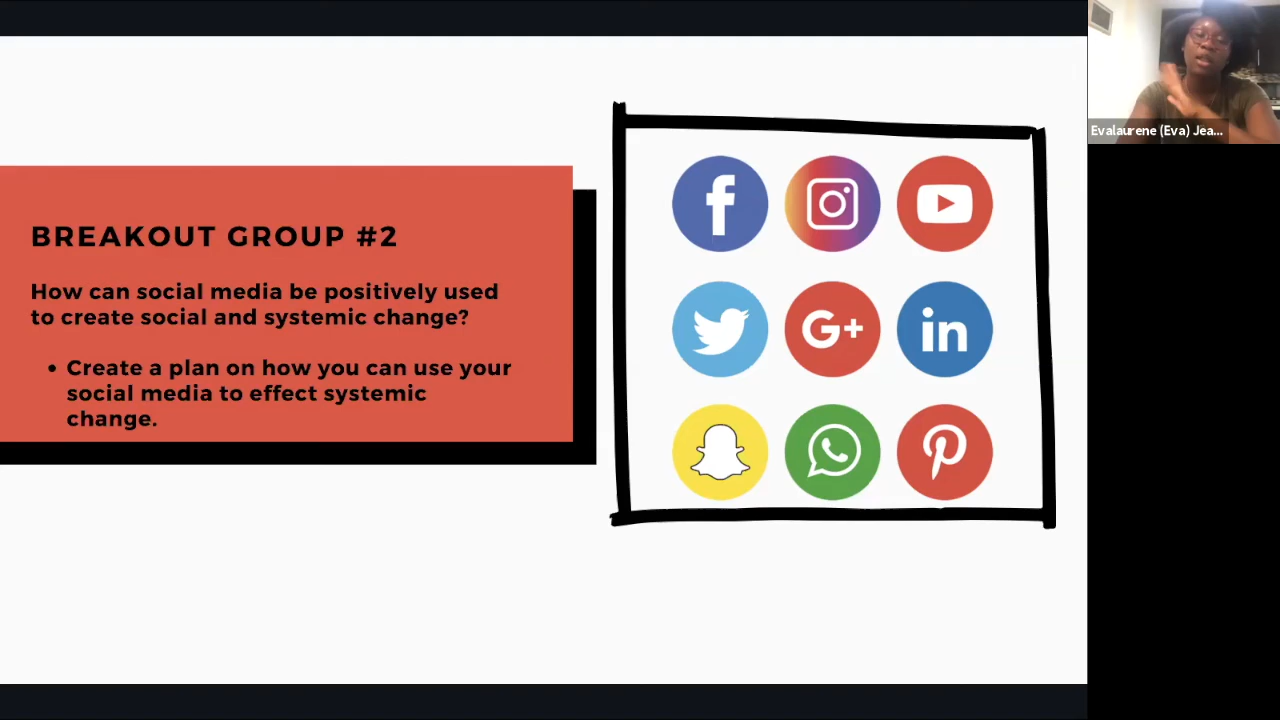 BREAKOUT GROUP #2
How can social media be positively used
to create social and systemic change?
• Create a plan on how you can use your
social media to effect systemic
change.
f
G+
in
Evalaurene (Eva) Jea...